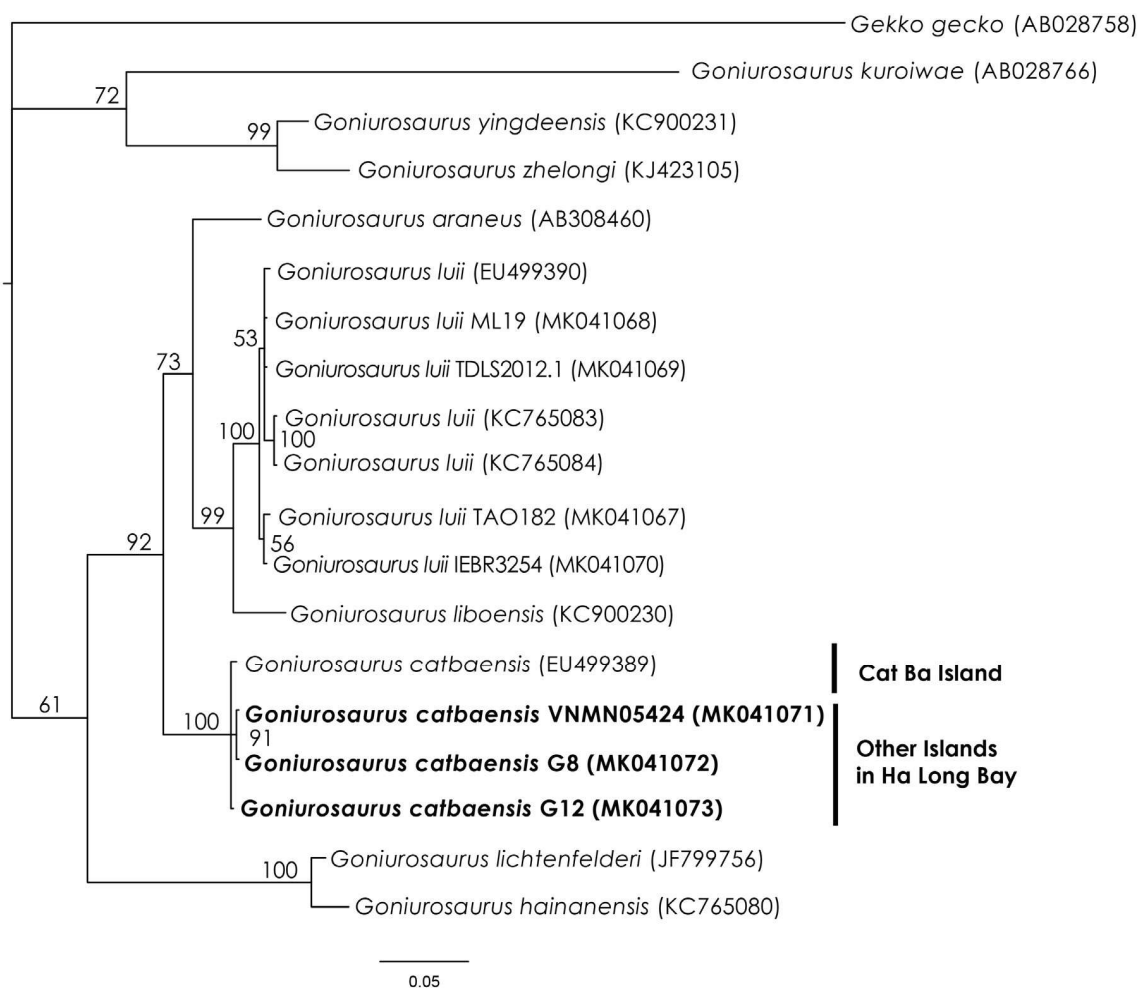 Gekko gecko (AB028758)
Goniurosaurus kuroiwae (AB028766)
72
Goniurosaurus yingdeensis (KC900231)
99
Goniurosaurus zhelongi (KJ423105)
Goniurosaurus araneus (AB308460)
Goniurosaurus luii (EU499390)
Goniurosaurus luii ML19 (MK041068)
53
73
Goniurosaurus luii TDLS2012.1 (MK041069)
Goniurosaurus luii (KC765083)
100
100
Goniurosaurus luii (KC765084)
99
Goniurosaurus luii TAO182 (MK041067)
92
56
Goniurosaurus luii IEBR3254 (MK041070)
Goniurosaurus liboensis (KC900230)
Goniurosaurus catbaensis (EU499389)
Cat Ba Island
61
100
Goniurosaurus catbaensis VNMN05424 (MK041071)
91
Goniurosaurus catbaensis G8 (MK041072)
Other Islands
in Ha Long Bay
Goniurosaurus catbaensis G12 (MK041073)
Goniurosaurus lichtenfelderi (JF799756)
100
Goniurosaurus hainanensis (KC765080)
0.05